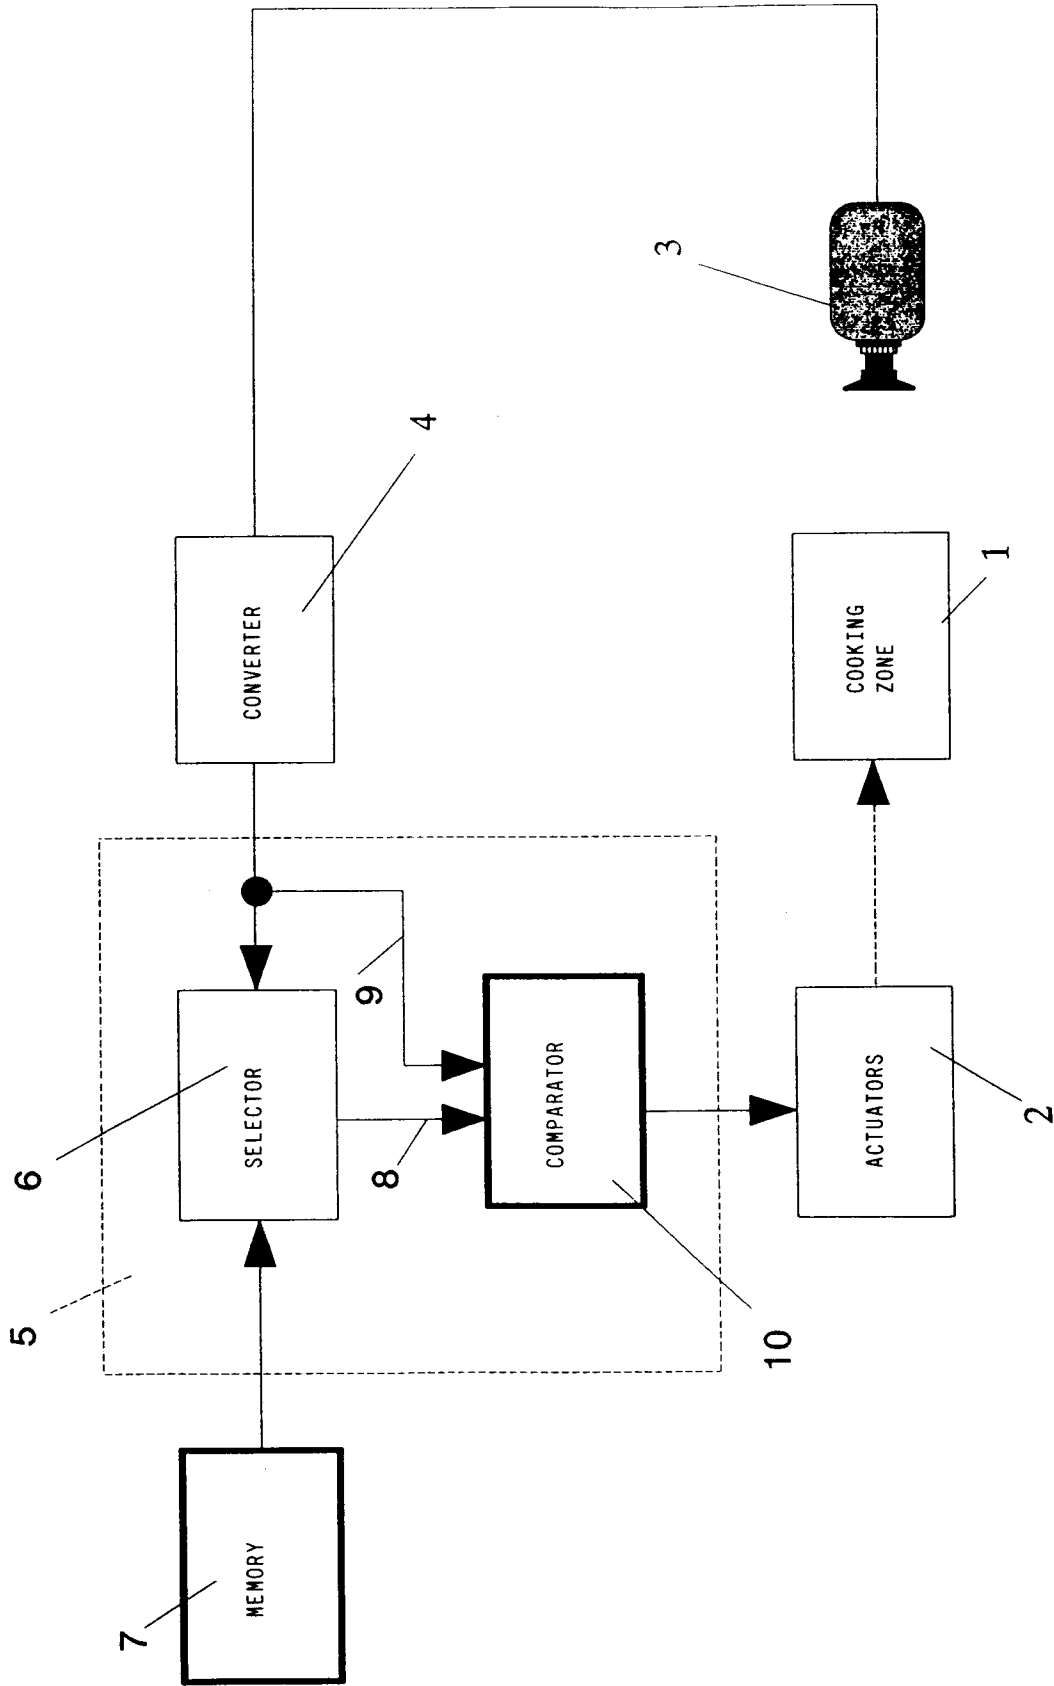 7
MEMORY
5
6
SELECTOR
8
9
10
COMPARATOR
CONVERTER
4
3
2
ACTUATORS
COOKING
ZONE
1